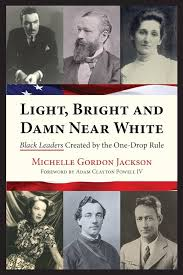 LIGHT, BRIGHT AND
DAMN NEAR WHITE
Black Leaders Created by the One-Drop Rule
MICHELLE GORDON JACKSON
FOREWORD BY ADAM CLAYTON POWELL IV